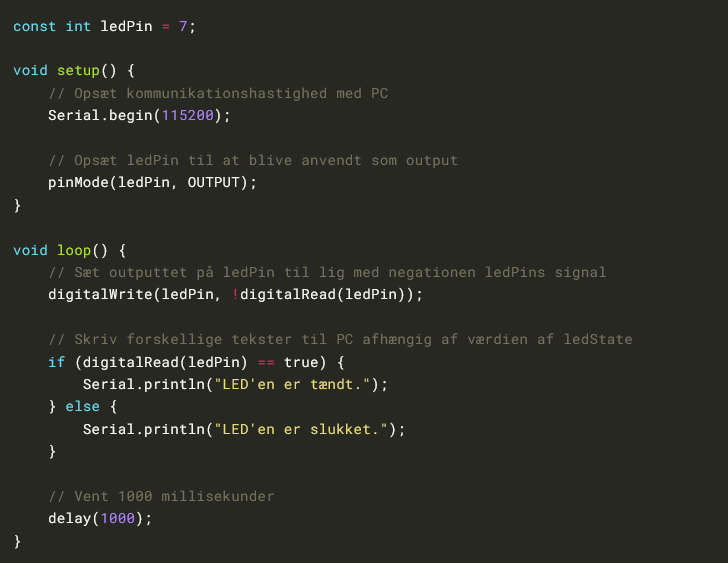 const int ledPin = 7;

void setup() {
    // Opsæt kommunikationshastighed med PC
    Serial.begin(115200);

    // Opsæt ledPin til at blive anvendt som output
    pinMode(ledPin, OUTPUT);
}

void loop() {
    // Sæt outputtet på ledPin til lig med negationen ledPins signal
    digitalWrite(ledPin, !digitalRead(ledPin));

    // Skriv forskellige tekster til PC afhængig af værdien af ledState
    if (digitalRead(ledPin) == true) {
        Serial.println("LED'en er tændt.");
    } else {
        Serial.println("LED'en er slukket.");
    }

    // Vent 1000 millisekunder
    delay(1000);
}